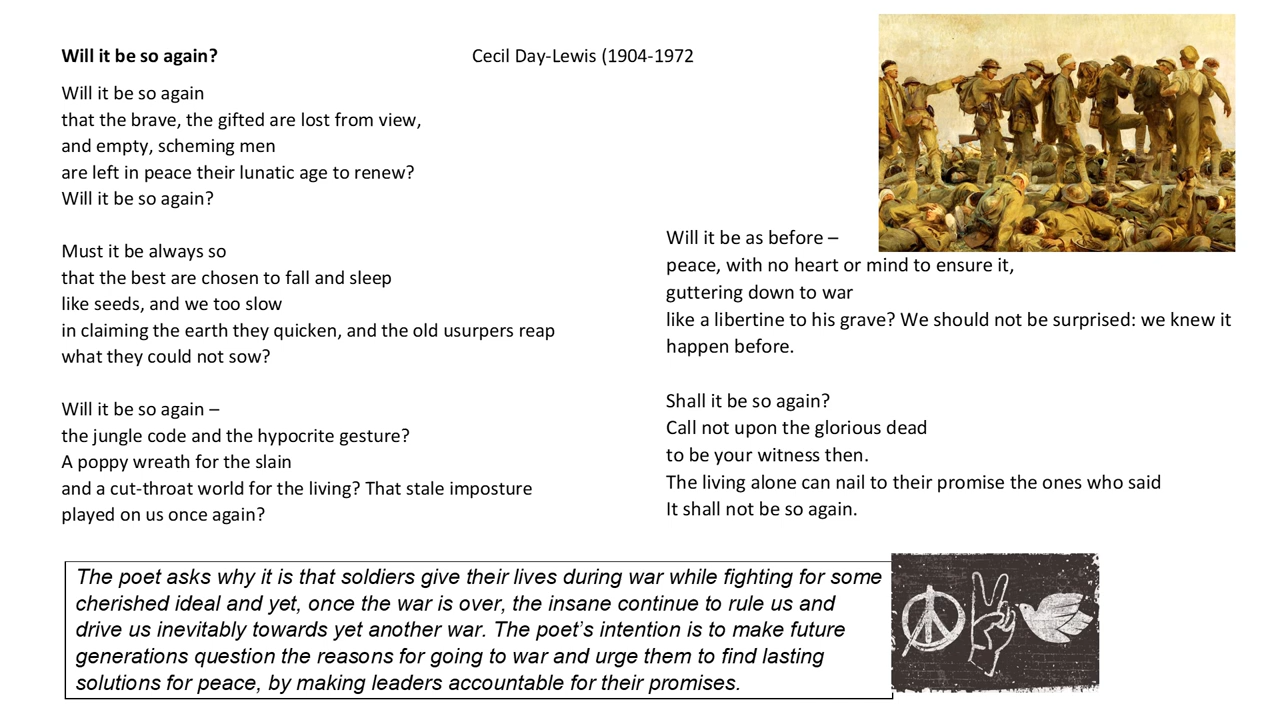 Will it be so again?
Cecil Day-Lewis (1904-1972
Will it be so again
that the brave, the gifted are lost from view,
and empty, scheming men
are left in peace their lunatic age to renew?
Will it be so again?
Must it be always so
that the best are chosen to fall and sleep
like seeds, and we too slow
in claiming the earth they quicken, and the old usurpers reap
what they could not sow?
Will it be so again –
the jungle code and the hypocrite gesture?
A poppy wreath for the slain
and a cut-throat world for the living? That stale imposture
played on us once again?
Will it be as before –
peace, with no heart or mind to ensure it,
guttering down to war
like a libertine to his grave? We should not be surprised: we knew it
happen before.
Shall it be so again?
Call not upon the glorious dead
to be your witness then.
The living alone can nail to their promise the ones who said
It shall not be so again.
The poet asks why it is that soldiers give their lives during war while fighting for some
cherished ideal and yet, once the war is over, the insane continue to rule us and
drive us inevitably towards yet another war. The poet's intention is to make future
generations question the reasons for going to war and urge them to find lasting
solutions for peace, by making leaders accountable for their promises.